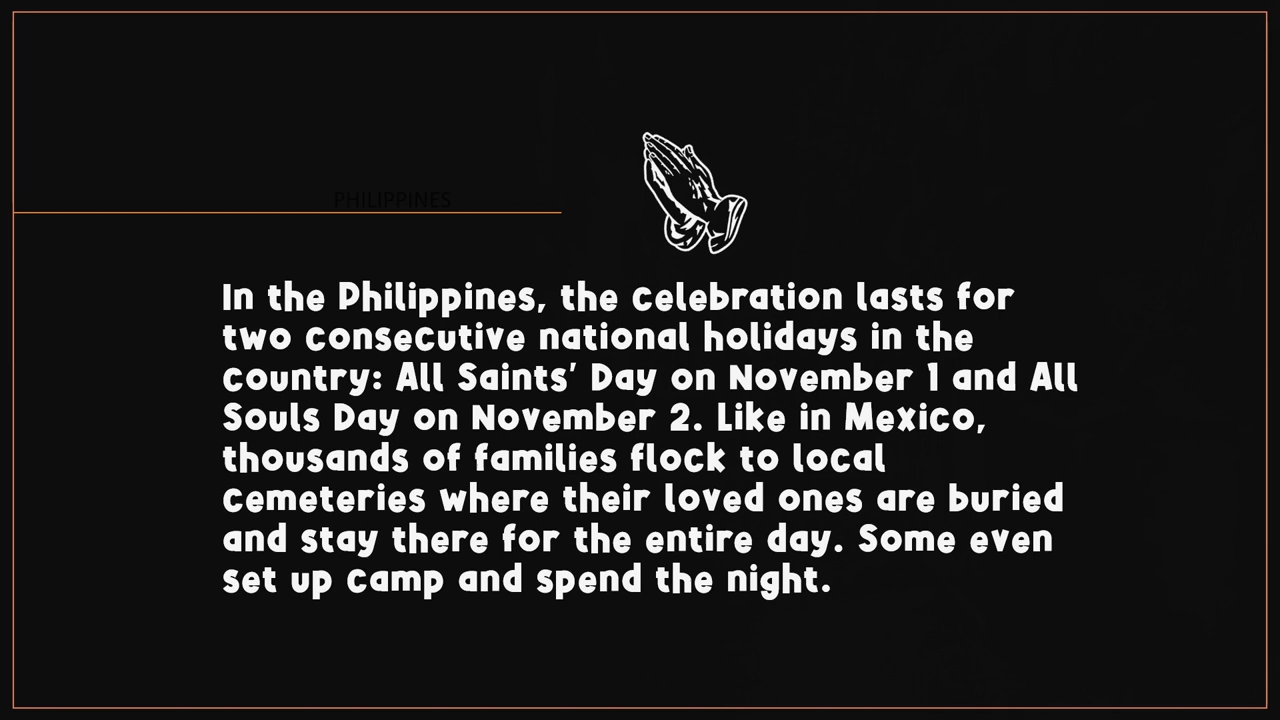 PHILIPPINES
In the Philippines, the celebration lasts for
two consecutive national holidays in the
country: All Saints’ Day on November 1 and All
Souls Day on November 2. Like in Mexico,
thousands of families flock to local
cemeteries where their loved ones are buried
and stay there for the entire day. Some even
set up camp and spend the night.